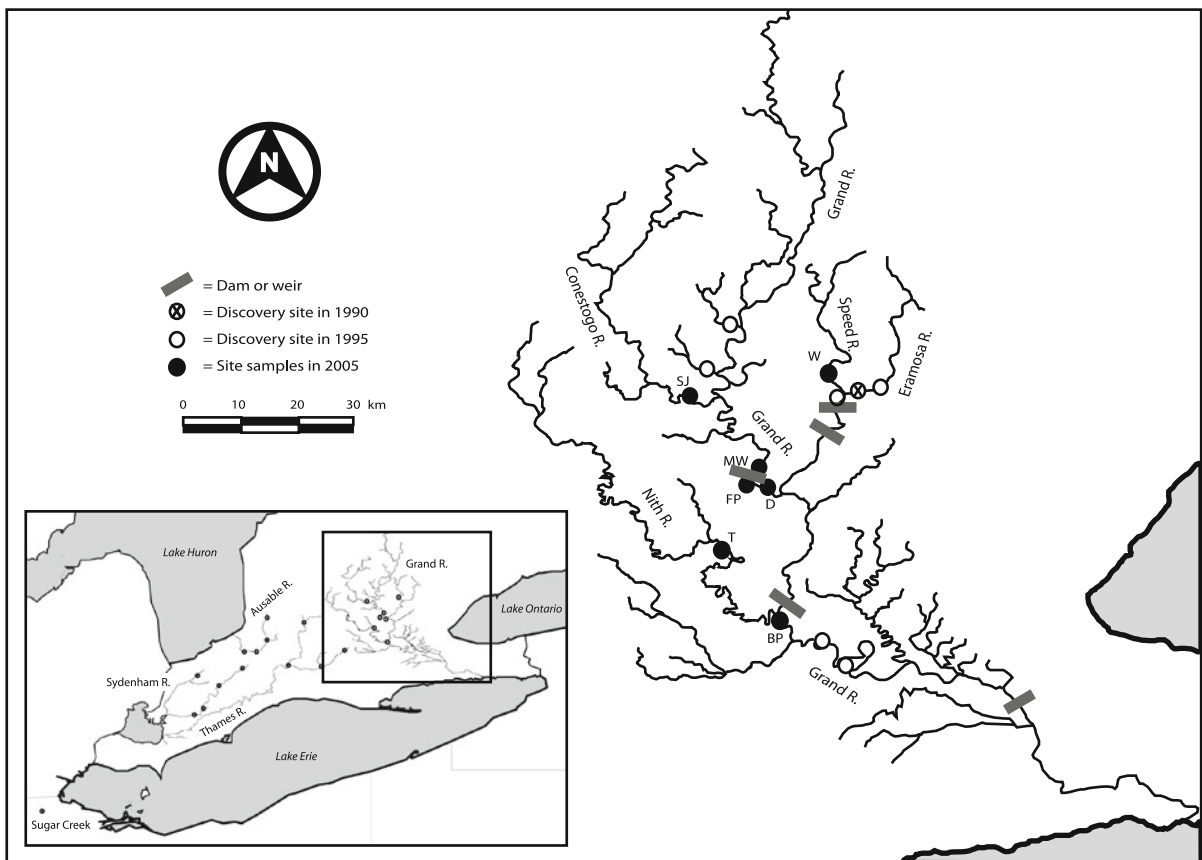 N
= Dam or weir
= Discovery site in 1990
= Discovery site in 1995
= Site samples in 2005
0 10 20 30 km
Grand R.
Conestogo R.
Speed R.
Eramosa R.
W
SJ
Grand R.
MW
FP
D
Nith R.
T
BP
Grand R.
Lake Huron
Grand R.
Ausable R.
Lake Ontario
Sydenham R.
Thames R.
Lake Erie
Sugar Creek